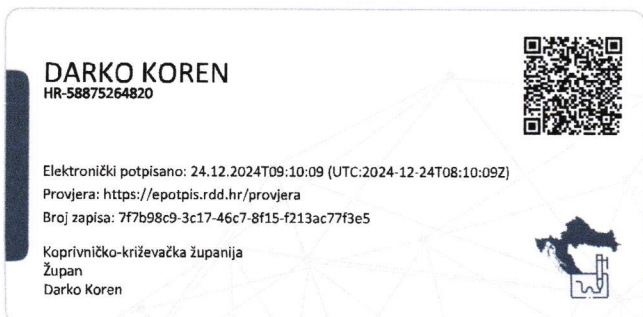 DARKO KOREN
HR-58875264820
Elektronički potpisano: 24.12.2024T09:10:09 (UTC:2024-12-24T08:10:09Z)
Provjera: https://epotpis.rdd.hr/provjera
Broj zapisa: 7f7b98c9-3c17-46c7-8f15-f213ac77f3e5
Koprivničko-križevačka županija
Župan
Darko Koren